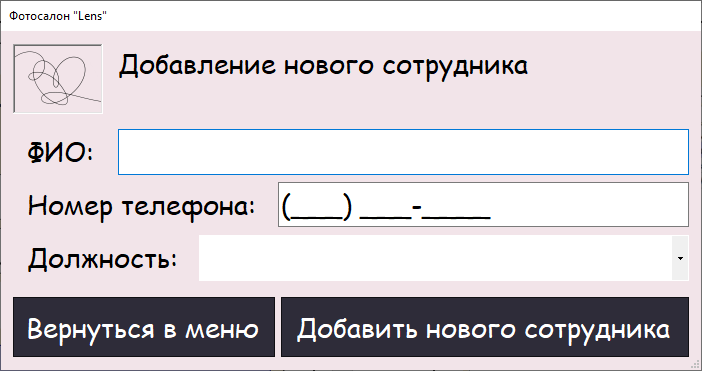 Фотосалон "Lens"
Добавление нового сотрудника
ФИО:
Номер телефона: (___) ___-____
Должность:
Вернуться в меню Добавить нового сотрудника